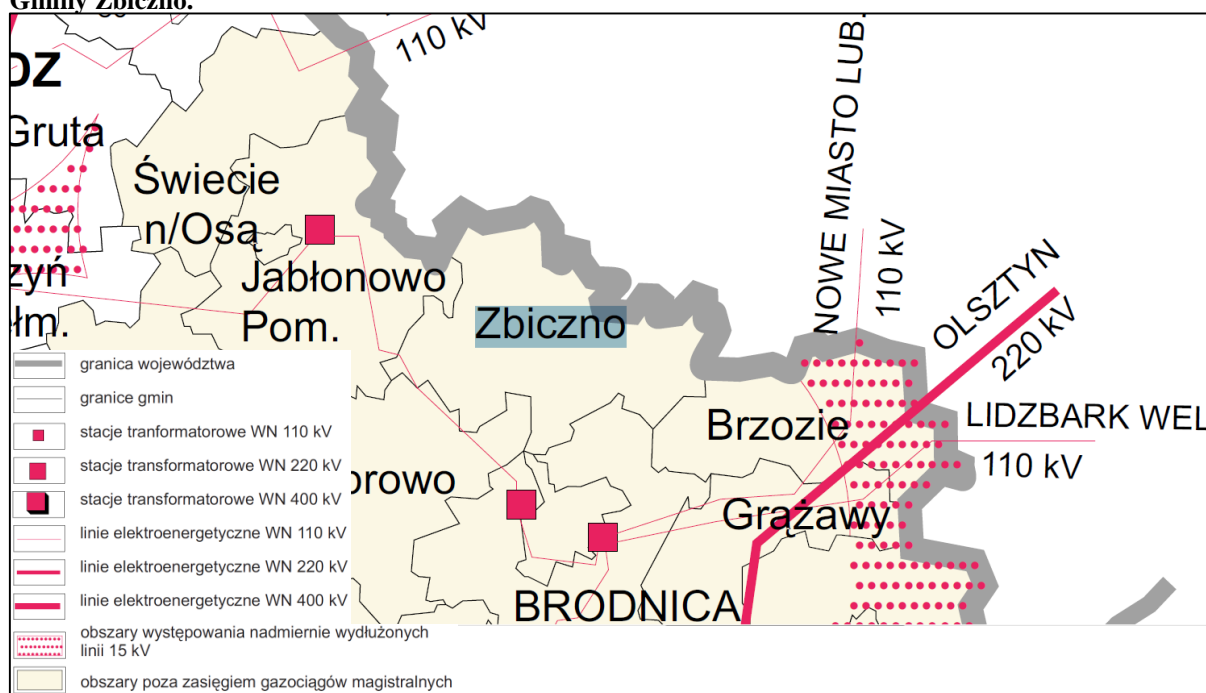 Gminy Zbiczno.
110 kV
DZ
Gruta
Świecie
n/Osą
zyń
ełm.
Jabłonowo
Pom.
Zbiczno
NOWE MIASTO LUB.
110 kV
OLSZTYN
220 kV
Brzozie
LIDZBARK WEL
110 kV
orowo
Grążawy
BRODNICA
granica województwa
granice gmin
stacje tranformatorowe WN 110 kV
stacje transformatorowe WN 220 kV
stacje transformatorowe WN 400 kV
linie elektroenergetyczne WN 110 kV
linie elektroenergetyczne WN 220 kV
linie elektroenergetyczne WN 400 kV
obszary występowania nadmiernie wydłużonych
linii 15 kV
obszary poza zasięgiem gazociągów magistralnych